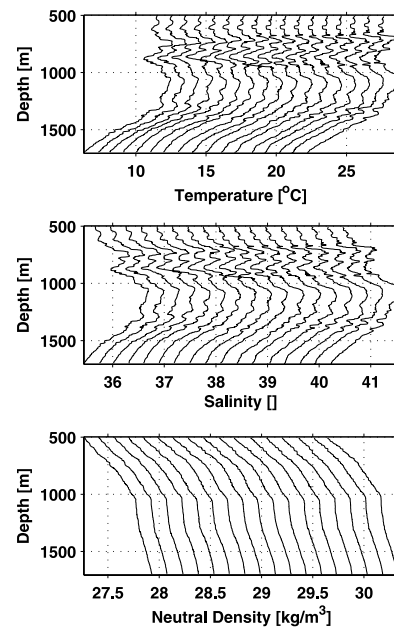 500
1000
1500
Depth [m]
10 15 20 25
Temperature [°C]
500
1000
1500
Depth [m]
36 37 38 39 40 41
Salinity []
500
1000
1500
Depth [m]
27.5 28 28.5 29 29.5 30
Neutral Density [kg/m³]